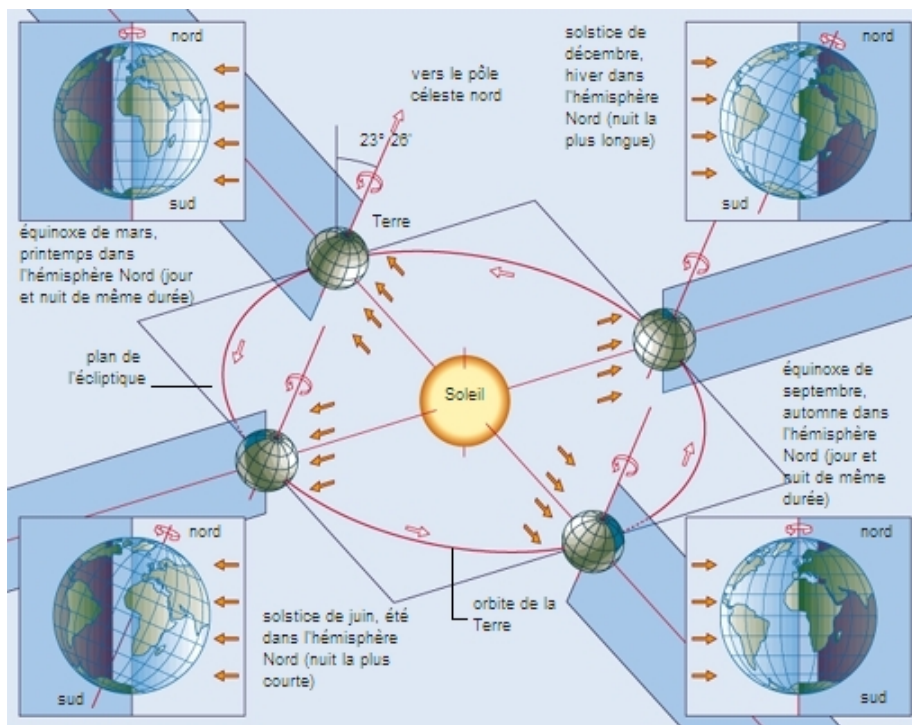 nord
sud
équinoxe de mars,
printemps dans
l'hémisphère Nord (jour
et nuit de même durée)
vers le pôle
céleste nord
23° 26'
Terre
solstice de
décembre,
hiver dans
l'hémisphère
Nord (nuit la
plus longue)
nord
sud
plan de
l'écliptique
Soleil
équinoxe de
septembre,
automne dans
l'hémisphère
Nord (jour et
nuit de même
durée)
nord
sud
solstice de juin, été
dans l'hémisphère
Nord (nuit la plus
courte)
orbite de la
Terre
nord
sud